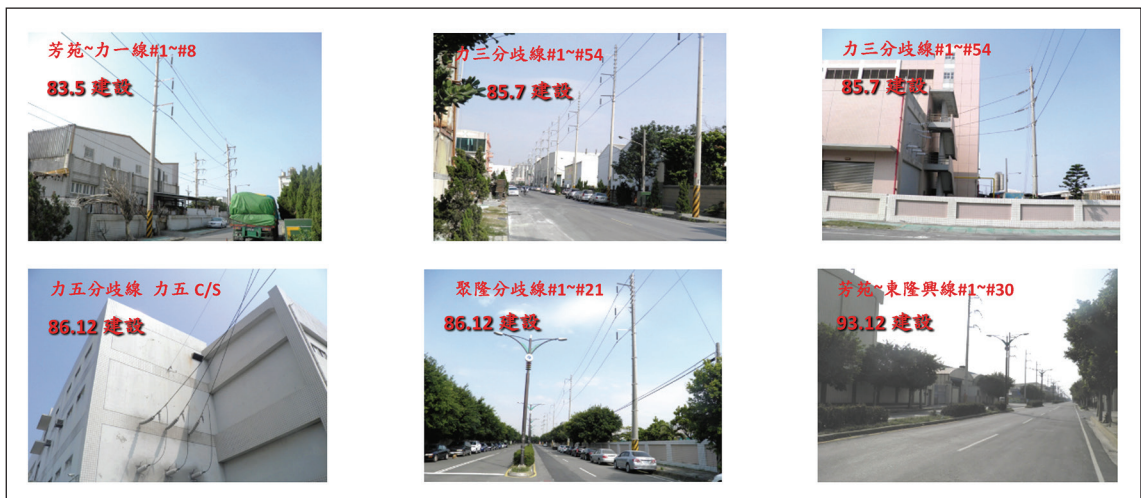 芳苑~力一線#1~#8
83.5 建設
力三分歧線#1~#54
85.7 建設
力三分歧線#1~#54
85.7 建設
力五分歧線 力五 C/S
86.12 建設
聚隆分歧線#1~#21
86.12 建設
芳苑~東隆興線#1~#30
93.12 建設